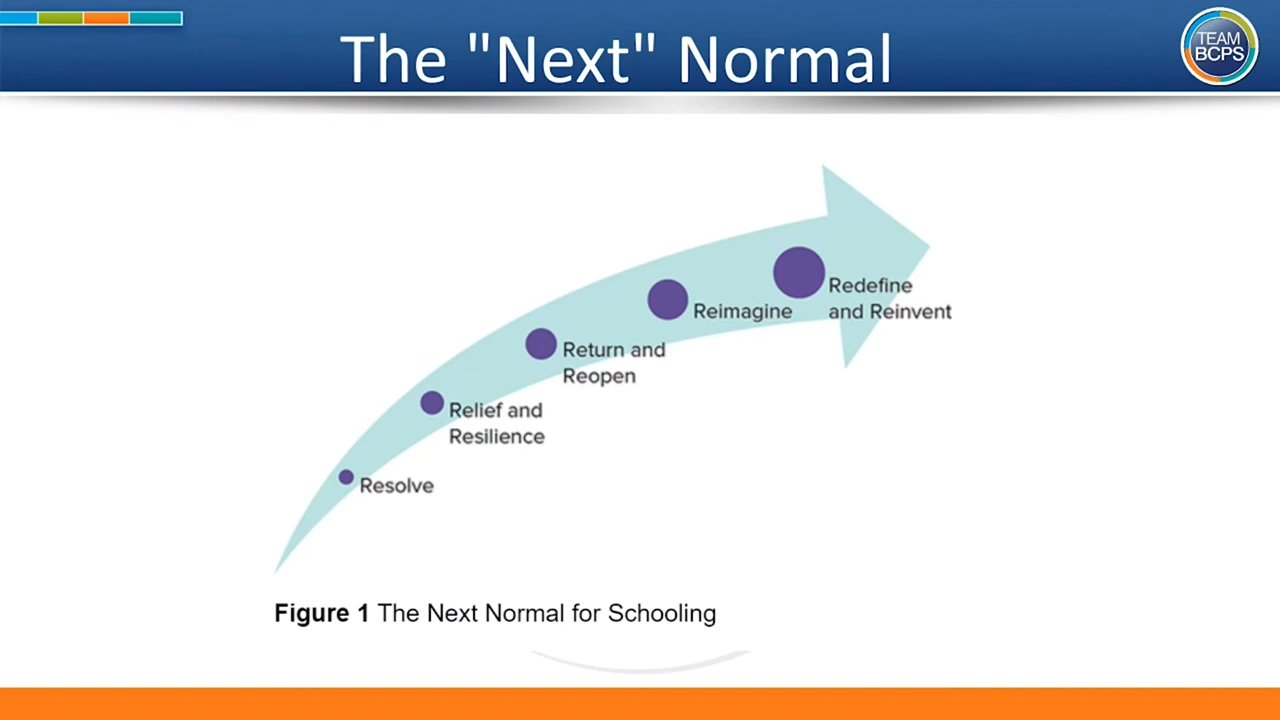 The "Next" Normal
TEAM
BCPS
Redefine
and Reinvent
Reimagine
Return and
Reopen
Relief and
Resilience
Resolve
Figure 1 The Next Normal for Schooling